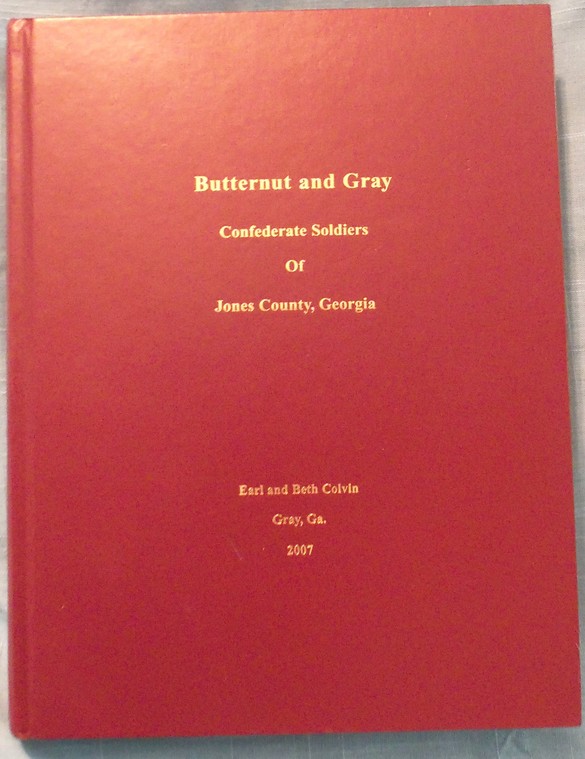 Butternut and Gray
Confederate Soldiers
Of
Jones County, Georgia
Earl and Beth Colvin
Gray, Ga.
2007